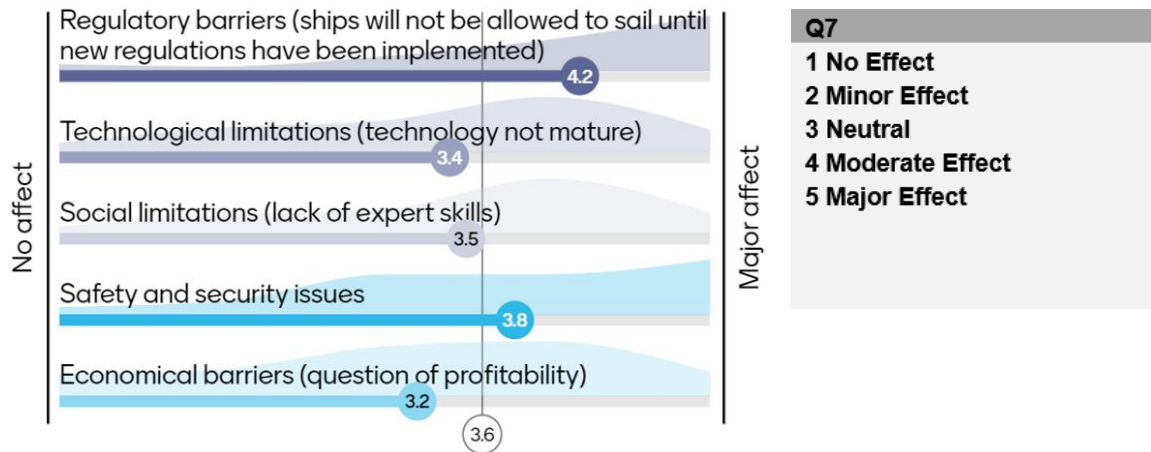 Regulatory barriers (ships will not be allowed to sail until
new regulations have been implemented)
4.2
Technological limitations (technology not mature)
3.4
Social limitations (lack of expert skills)
3.5
Safety and security issues
3.8
Economical barriers (question of profitability)
3.2
3.6
No affect
Major affect
Q7
1 No Effect
2 Minor Effect
3 Neutral
4 Moderate Effect
5 Major Effect